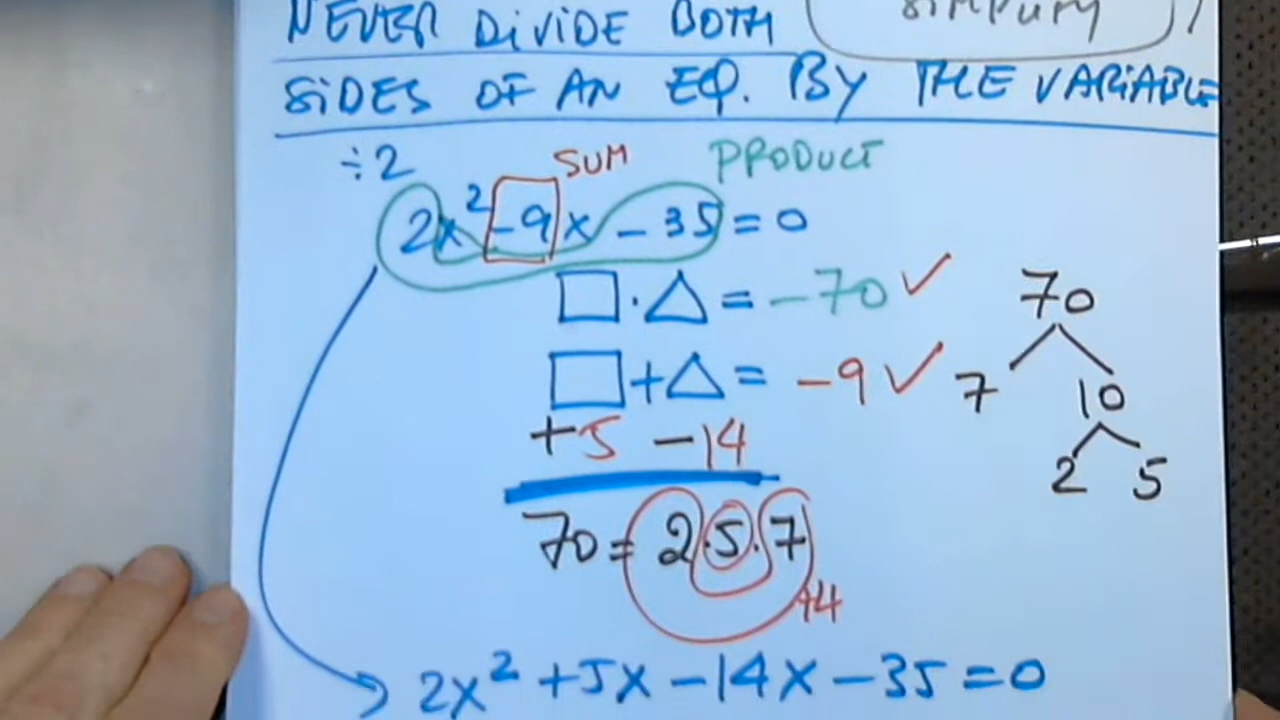 NEVER DIVIDE BOTH
simplify
SIDES OF AN EQ. BY THE VARIABLE
÷2
SUM
PRODUCT
2x² -9x - 35 = 0
□ · △ = -70 ✓
□ + △ = -9 ✓
+5 -14
70 = 2·5·7
14
2x² + 5x - 14x - 35 = 0
70
7 10
2 5